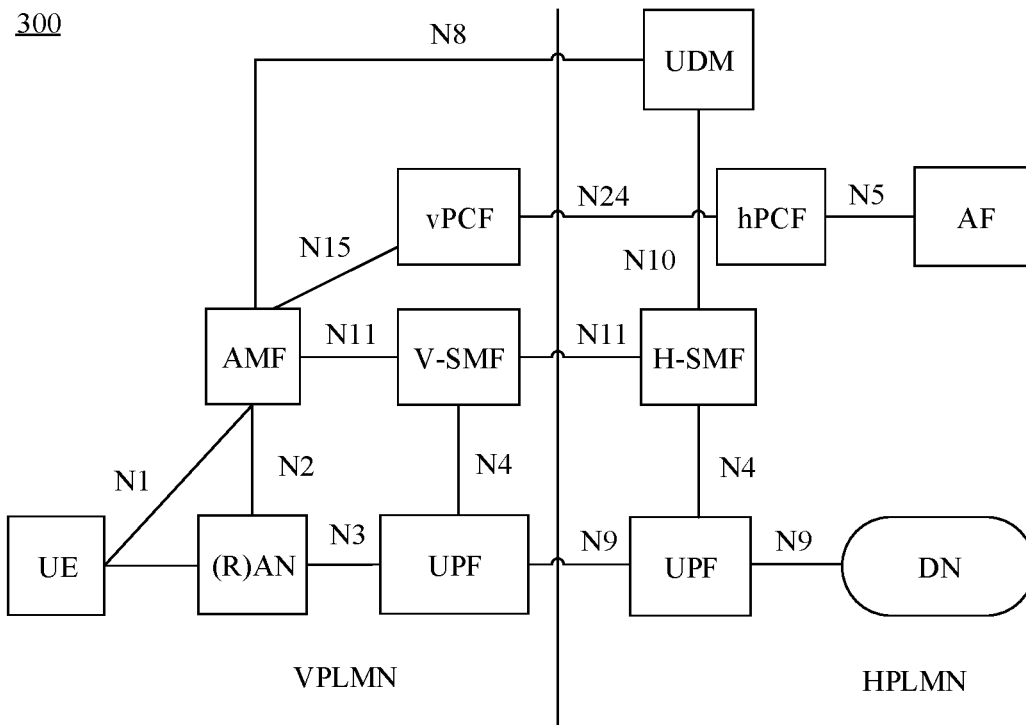 300
N8
UDM
vPCF
N24
hPCF
N5
AF
N15
N10
AMF
N11
V-SMF
N11
H-SMF
N1
N2
N4
N4
UE
(R)AN
N3
UPF
N9
UPF
N9
DN
VPLMN
HPLMN